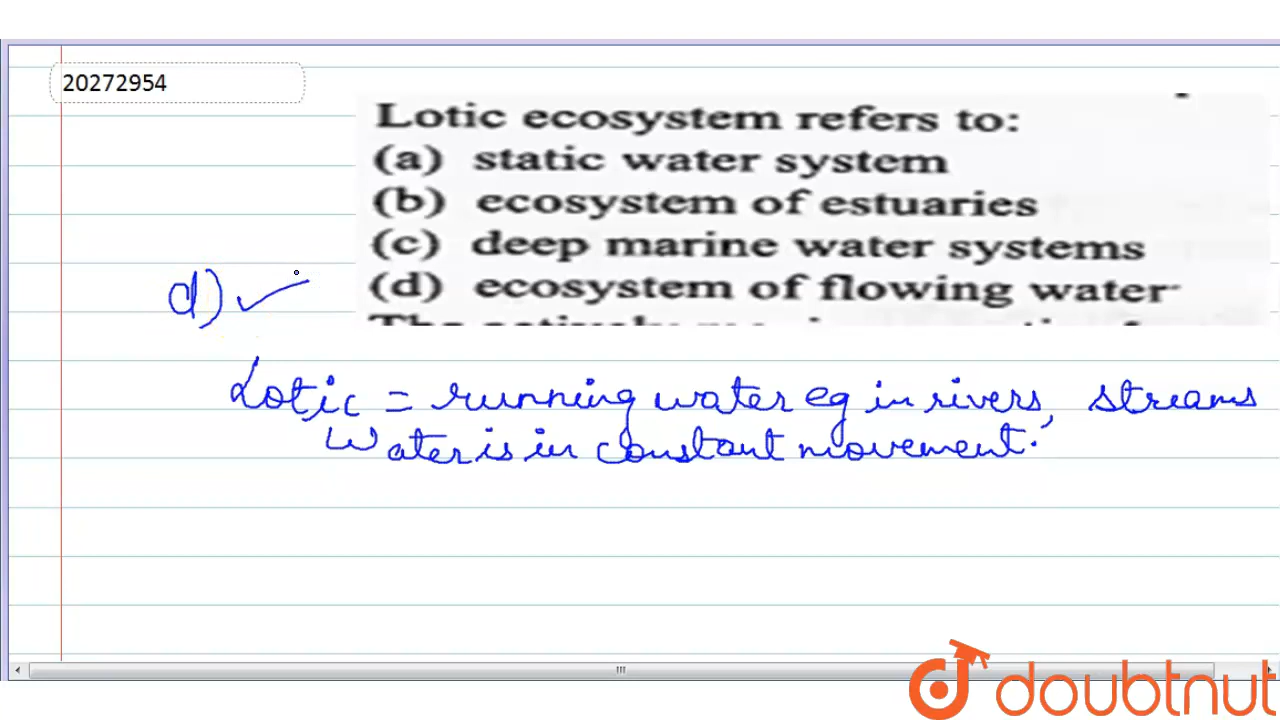 20272954
Lotic ecosystem refers to:
(a) static water system
(b) ecosystem of estuaries
(c) deep marine water systems
(d) ecosystem of flowing water
d)
Lotic = running water eg in rivers, streams
Water is in constant movement.
doubtnut